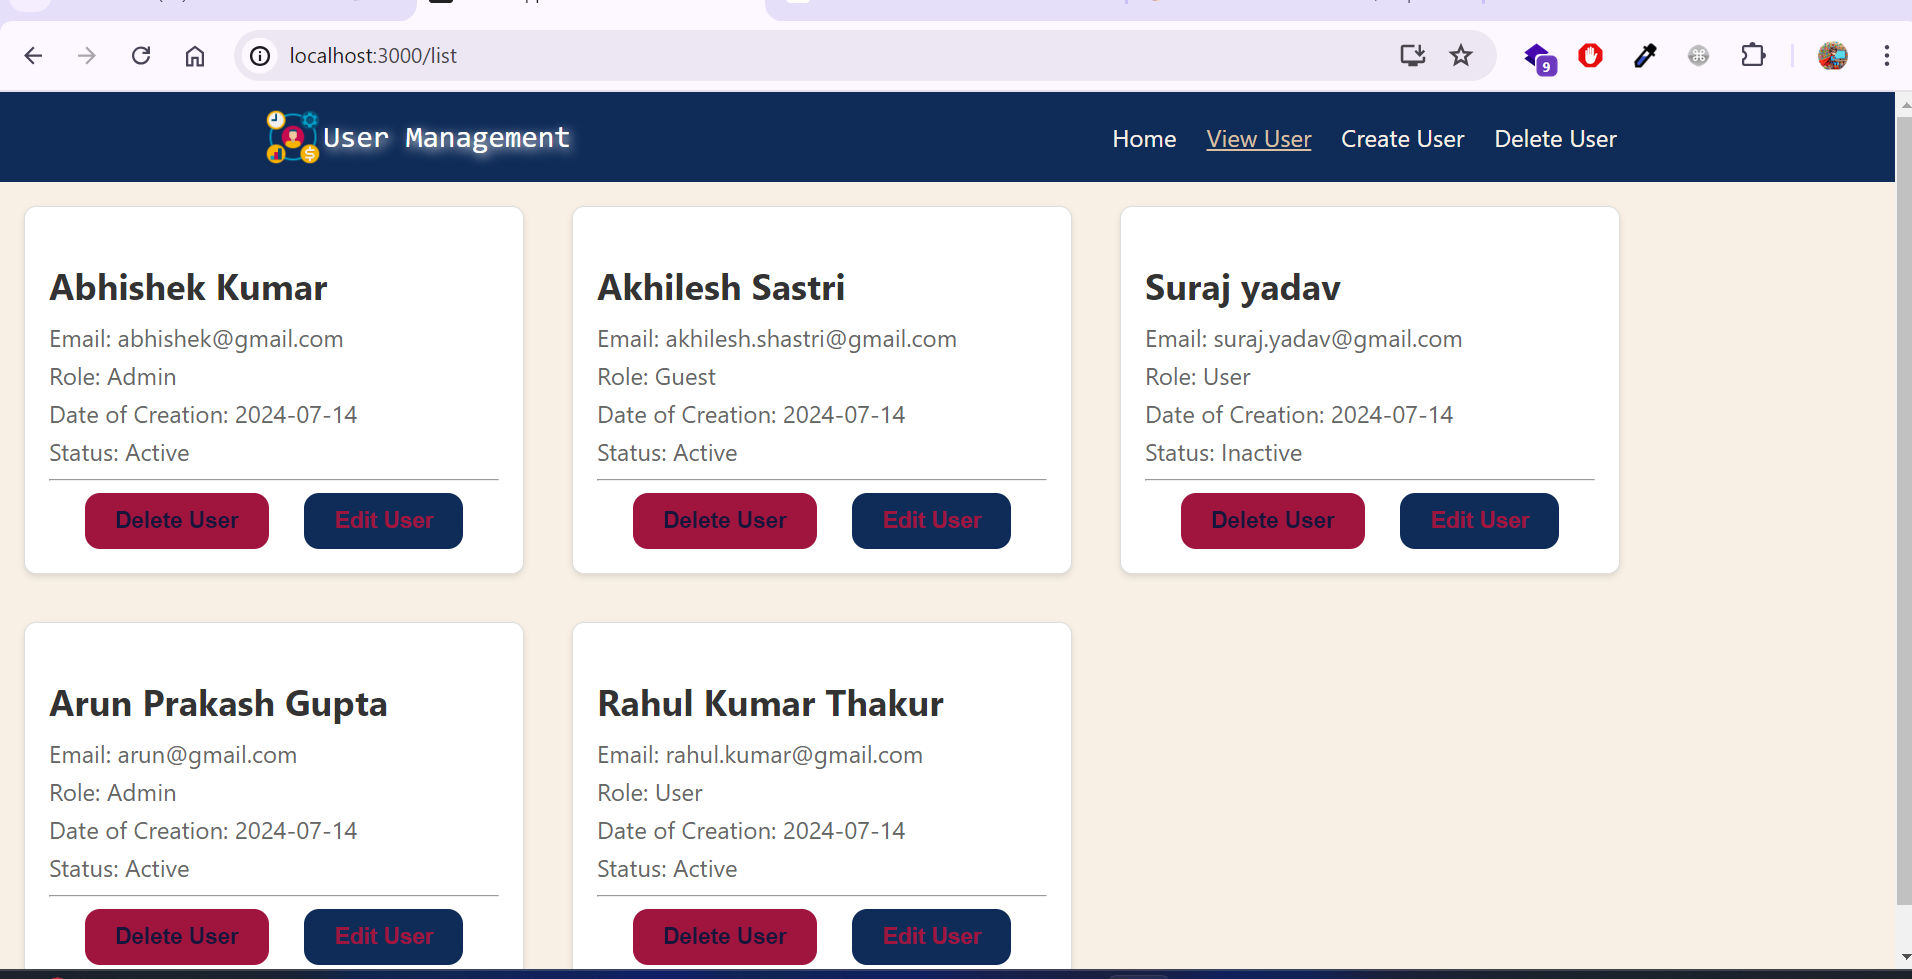 localhost:3000/list
9
User Management
Home View User Create User Delete User
Abhishek Kumar
Email: abhishek@gmail.com
Role: Admin
Date of Creation: 2024-07-14
Status: Active
Delete User Edit User
Akhilesh Sastri
Email: akhilesh.shastri@gmail.com
Role: Guest
Date of Creation: 2024-07-14
Status: Active
Delete User Edit User
Suraj yadav
Email: suraj.yadav@gmail.com
Role: User
Date of Creation: 2024-07-14
Status: Inactive
Delete User Edit User
Arun Prakash Gupta
Email: arun@gmail.com
Role: Admin
Date of Creation: 2024-07-14
Status: Active
Delete User Edit User
Rahul Kumar Thakur
Email: rahul.kumar@gmail.com
Role: User
Date of Creation: 2024-07-14
Status: Active
Delete User Edit User